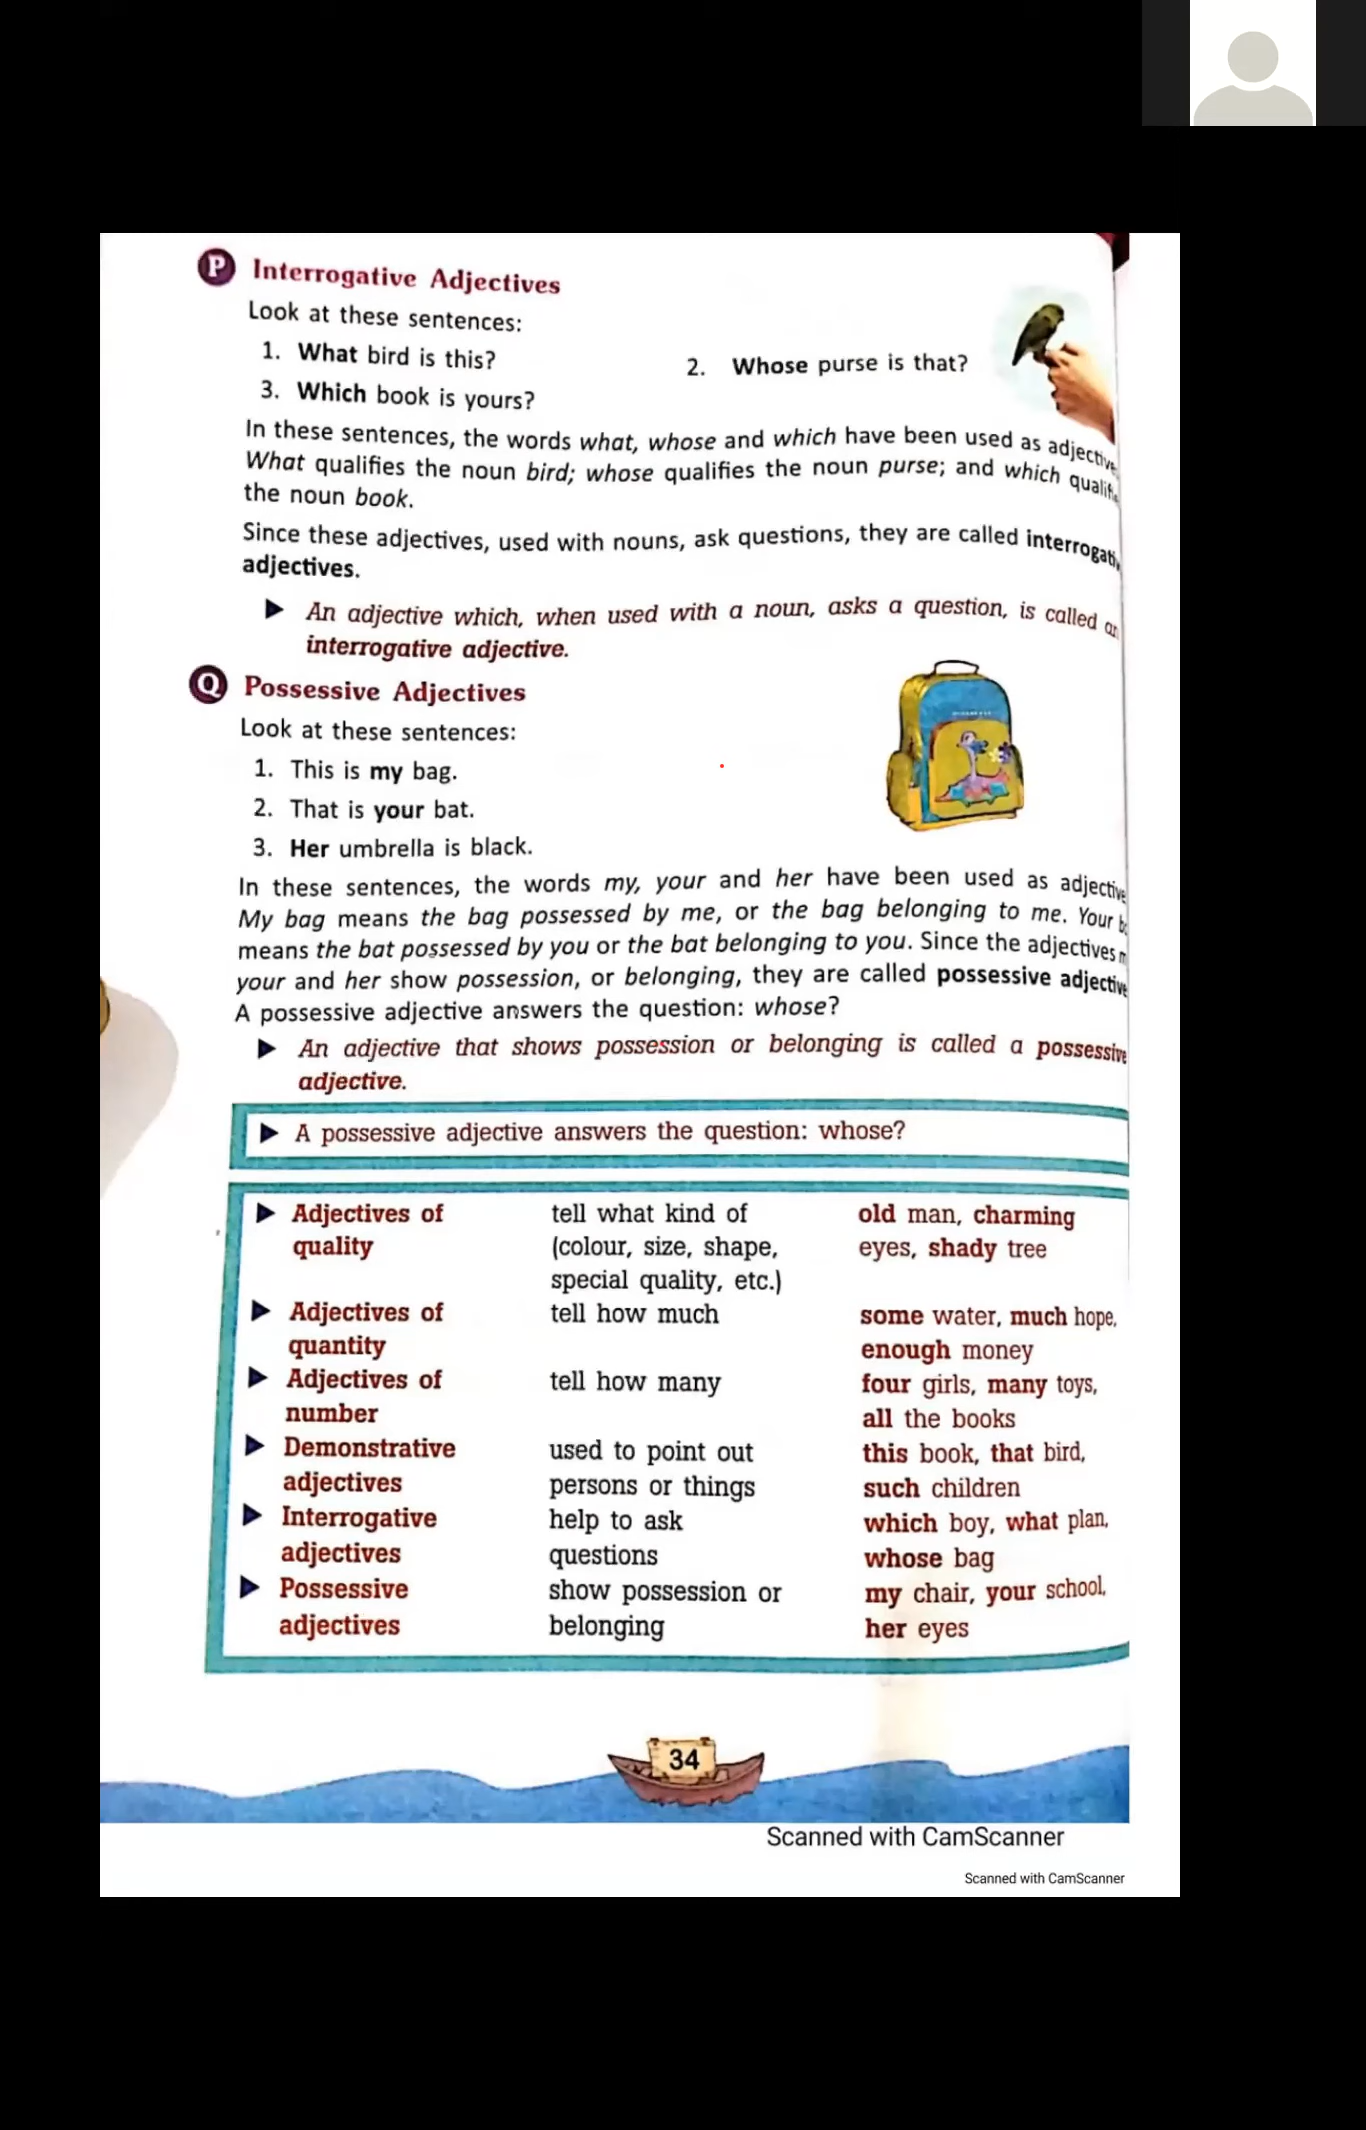 P Interrogative Adjectives
Look at these sentences:
1. What bird is this? 2. Whose purse is that?
3. Which book is yours?
In these sentences, the words what, whose and which have been used as adjective
What qualifies the noun bird; whose qualifies the noun purse; and which qualifi
the noun book.
Since these adjectives, used with nouns, ask questions, they are called interrogati
adjectives.
An adjective which, when used with a noun, asks a question, is called an
interrogative adjective.
Q Possessive Adjectives
Look at these sentences:
1. This is my bag.
2. That is your bat.
3. Her umbrella is black.
In these sentences, the words my, your and her have been used as adjective
My bag means the bag possessed by me, or the bag belonging to me. Your
means the bat possessed by you or the bat belonging to you. Since the adjectives
your and her show possession, or belonging, they are called possessive adjective
A possessive adjective answers the question: whose?
An adjective that shows possession or belonging is called a possessive
adjective.
A possessive adjective answers the question: whose?
Adjectives of tell what kind of old man, charming
quality (colour, size, shape, eyes, shady tree
special quality, etc.)
Adjectives of tell how much some water, much hope,
quantity enough money
Adjectives of tell how many four girls, many toys,
number all the books
Demonstrative used to point out this book, that bird,
adjectives persons or things such children
Interrogative help to ask which boy, what plan,
adjectives questions whose bag
Possessive show possession or my chair, your school,
adjectives belonging her eyes
34
Scanned with CamScanner
Scanned with CamScanner